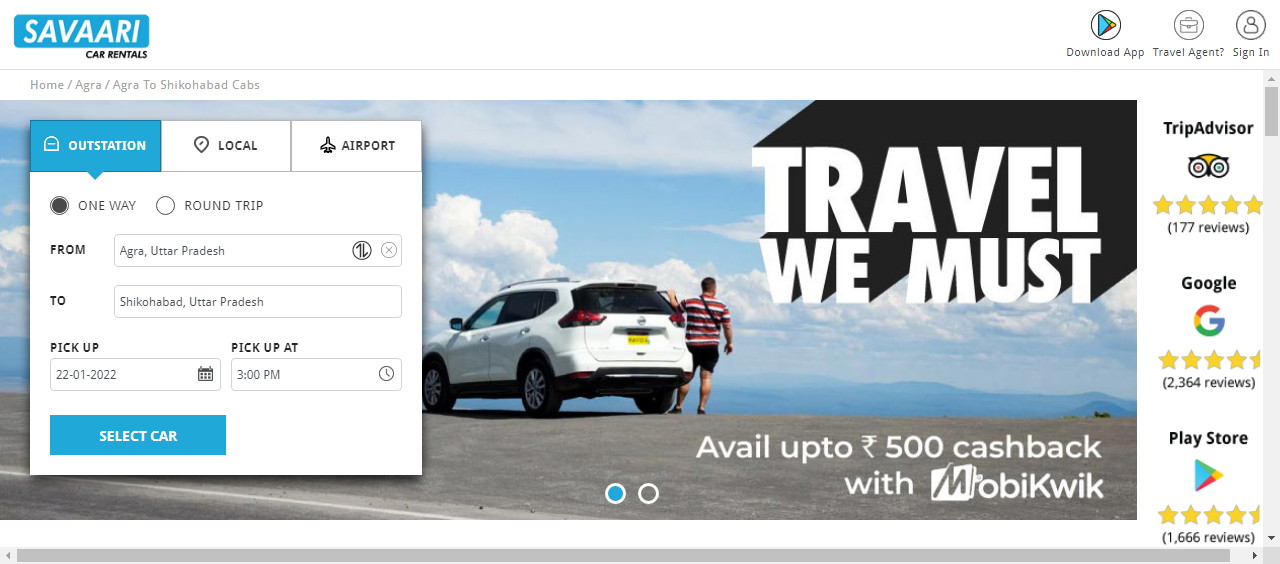 SAVAARI
CAR RENTALS
Download App
Travel Agent?
Sign In
Home / Agra / Agra To Shikohabad Cabs
OUTSTATION
LOCAL
AIRPORT
ONE WAY
ROUND TRIP
FROM
Agra, Uttar Pradesh
TO
Shikohabad, Uttar Pradesh
PICK UP
PICK UP AT
22-01-2022
3:00 PM
SELECT CAR
TRAVEL
WE MUST
Avail upto ₹ 500 cashback
with MobiKwik
TripAdvisor
(177 reviews)
Google
(2,364 reviews)
Play Store
(1,666 reviews)